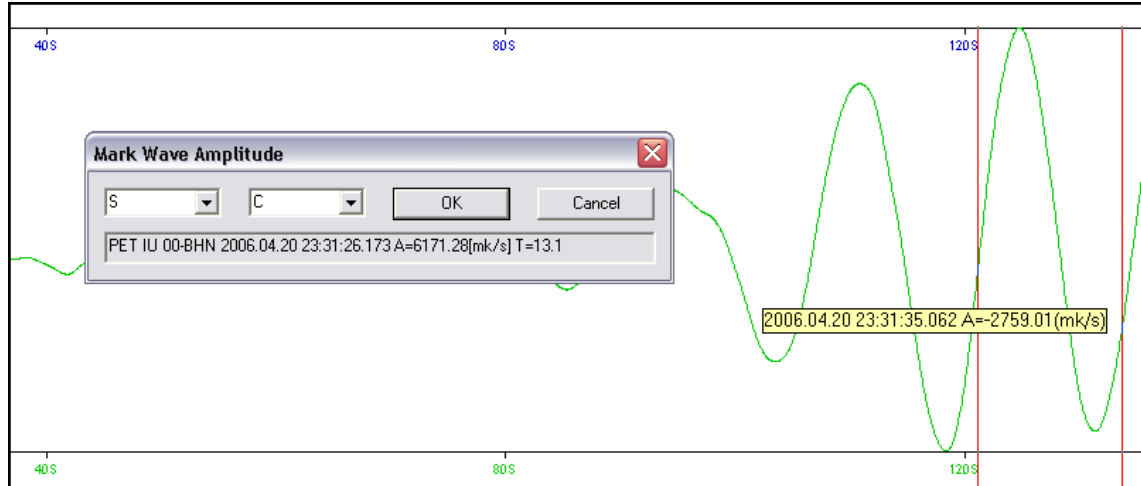 40S 80S 120S
Mark Wave Amplitude
S C OK Cancel
PET IU 00-BHN 2006.04.20 23:31:26.173 A=6171.28[mk/s] T=13.1
2006.04.20 23:31:35.062 A=-2759.01(mk/s)
40S 80S 120S